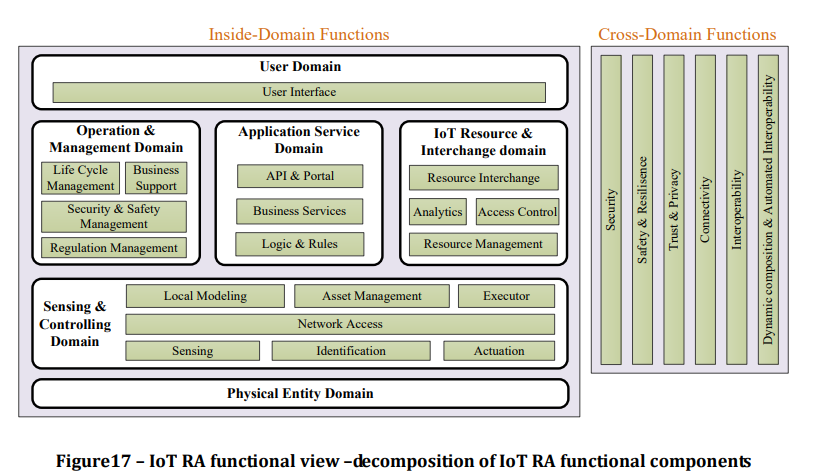 Inside-Domain Functions
Cross-Domain Functions
User Domain
User Interface
Operation &
Management Domain
Life Cycle
Management
Business
Support
Security & Safety
Management
Regulation Management
Application Service
Domain
API & Portal
Business Services
Logic & Rules
IoT Resource &
Interchange domain
Resource Interchange
Analytics
Access Control
Resource Management
Sensing &
Controlling
Domain
Local Modeling
Asset Management
Executor
Network Access
Sensing
Identification
Actuation
Physical Entity Domain
Security
Safety & Resilisence
Trust & Privacy
Connectivity
Interoperability
Dynamic composition & Automated Interoperability
Figure17 – IoT RA functional view –decomposition of IoT RA functional components